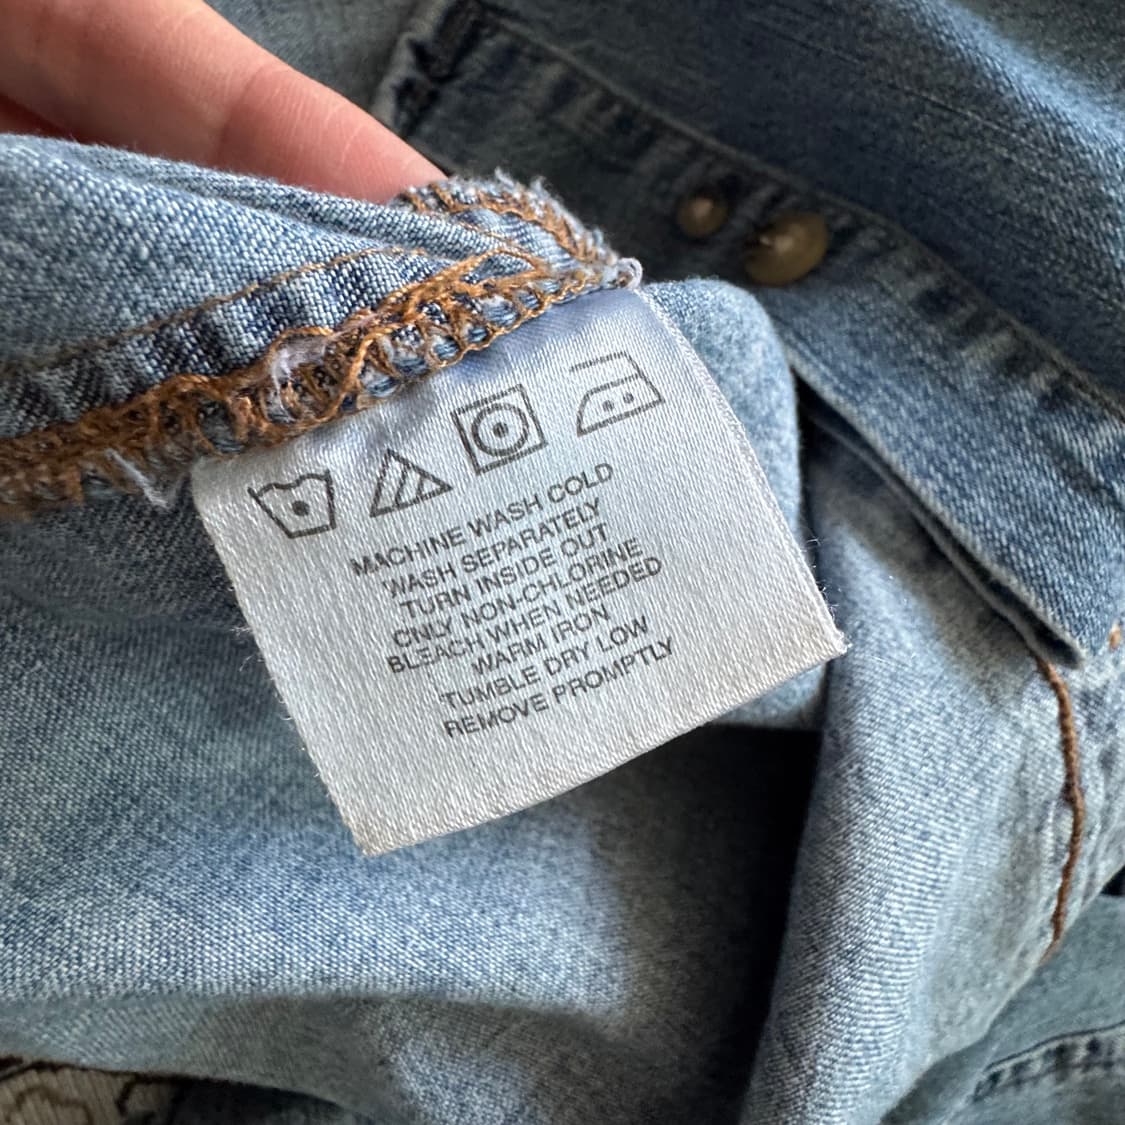 MACHINE WASH COLD
WASH SEPARATELY
TURN INSIDE OUT
ONLY NON-CHLORINE
BLEACH WHEN NEEDED
WARM IRON
TUMBLE DRY LOW
REMOVE PROMPTLY